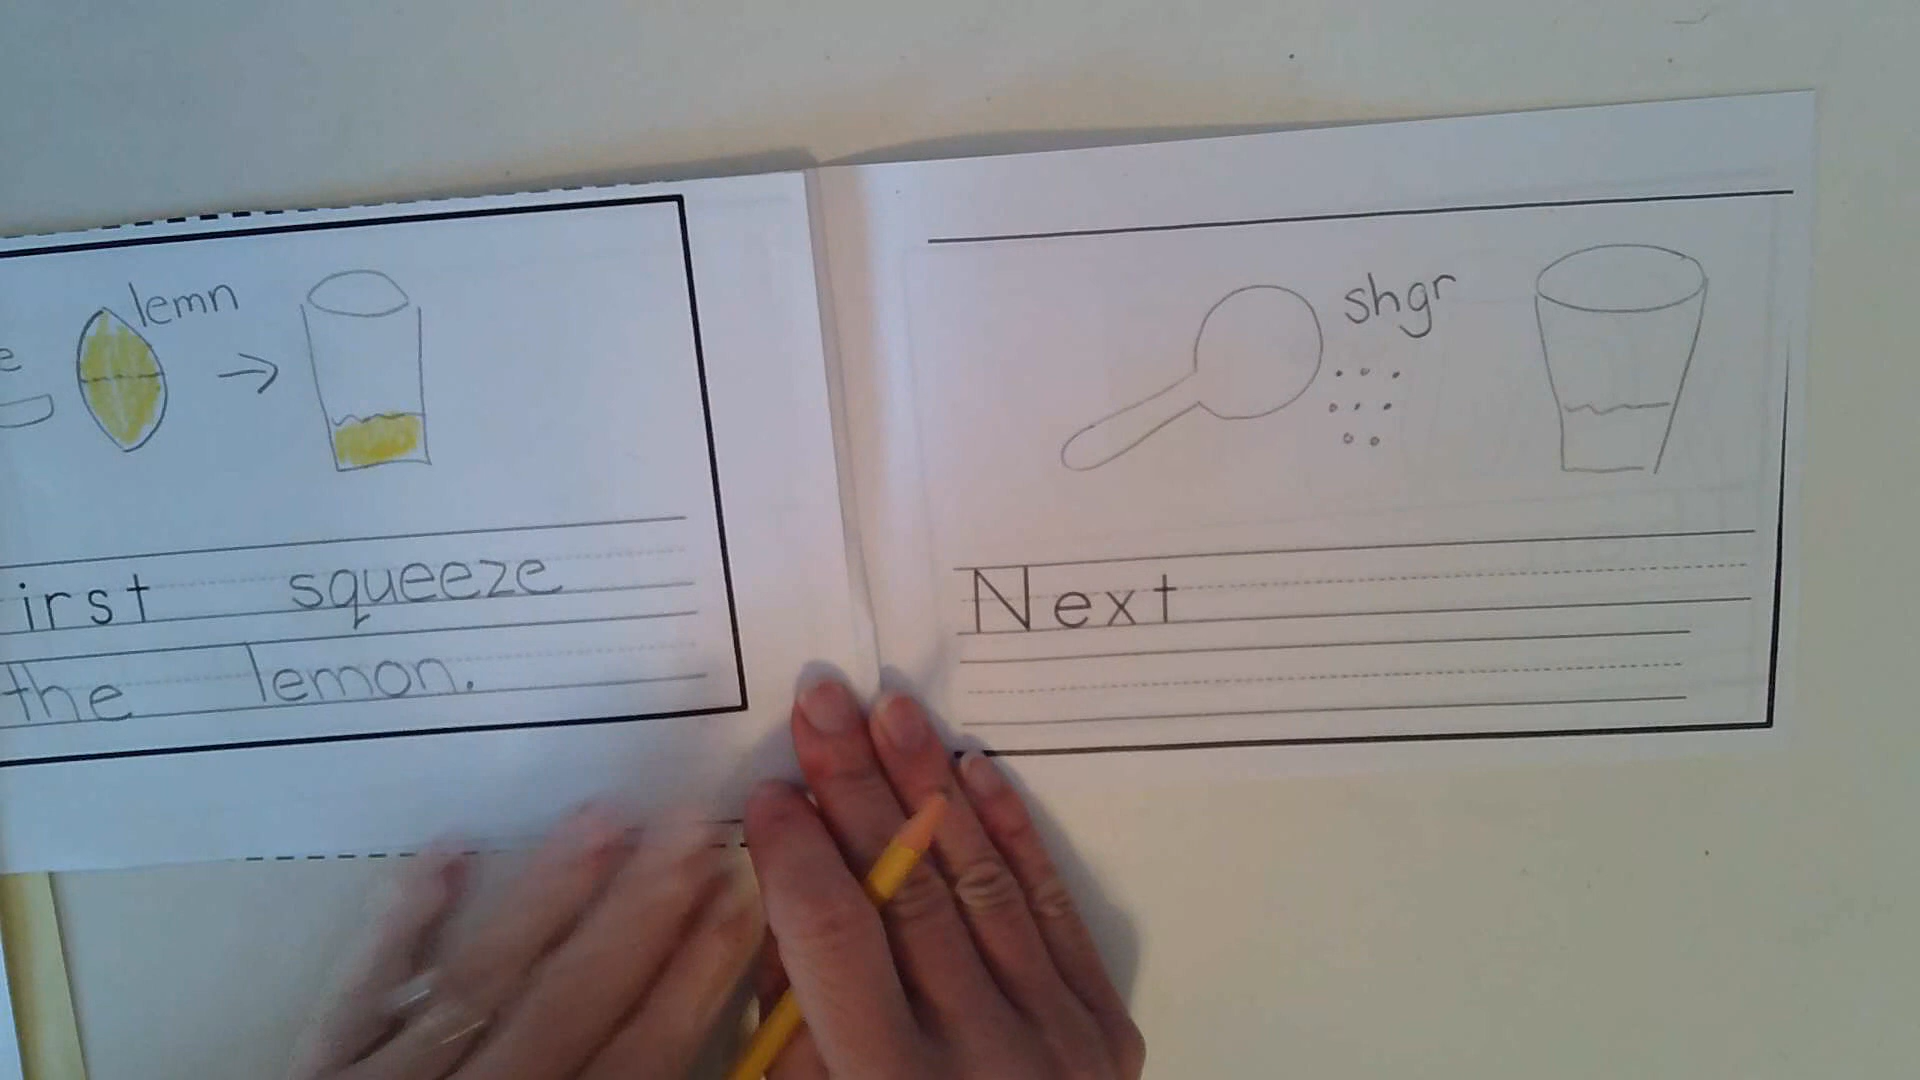 lemn
e
irst squeeze
the lemon.
shgr
Next